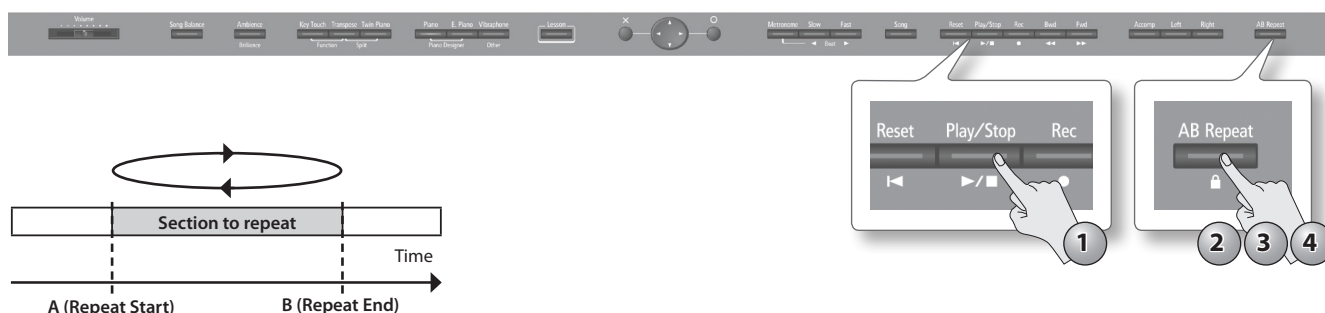 Volume
Song Balance
Ambience
Brilliance
Key Touch Transpose Twin Piano
Function Split
Piano E. Piano Vibraphone
Piano Designer Other
Lesson
Metronome Slow Fast
Beat
Song
Reset Play/Stop Rec Bwd Fwd
Accomp Left Right
AB Repeat
Reset Play/Stop Rec
1
AB Repeat
2 3 4
Section to repeat
Time
A (Repeat Start) B (Repeat End)